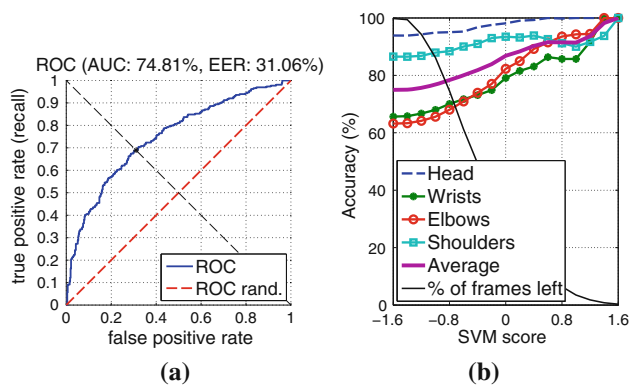 ROC (AUC: 74.81%, EER: 31.06%)
true positive rate (recall)
1
0.9
0.8
0.7
0.6
0.5
0.4
0.3
0.2
0.1
0
ROC
ROC rand.
0 0.2 0.4 0.6 0.8 1
false positive rate
(a)
Accuracy (%)
100
80
60
40
20
0
Head
Wrists
Elbows
Shoulders
Average
% of frames left
−1.6 −0.8 0 0.8 1.6
SVM score
(b)